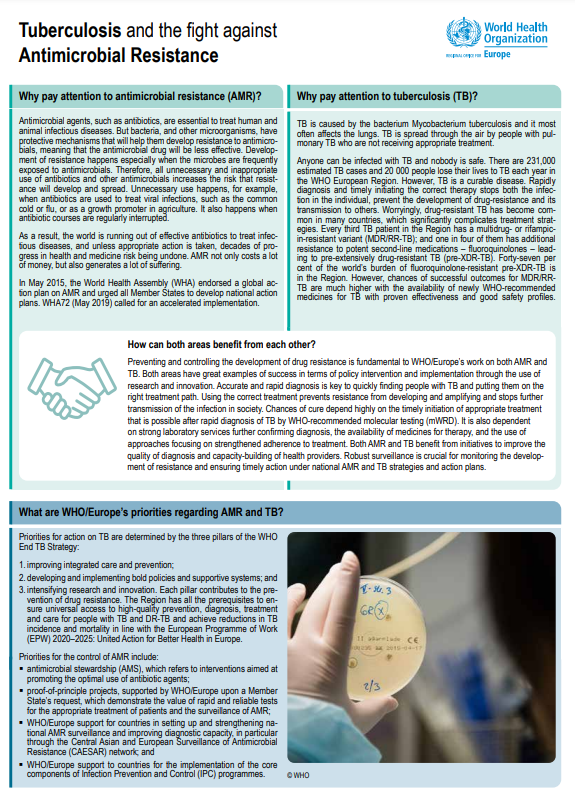 Tuberculosis and the fight against
Antimicrobial Resistance
World Health
Organization
REGIONAL OFFICE FOR Europe
Why pay attention to antimicrobial resistance (AMR)?
Antimicrobial agents, such as antibiotics, are essential to treat human and
animal infectious diseases. But bacteria, and other microorganisms, have
protective mechanisms that will help them develop resistance to antimicro-
bials, meaning that the antimicrobial drug will be less effective. Develop-
ment of resistance happens especially when the microbes are frequently
exposed to antimicrobials. Therefore, all unnecessary and inappropriate
use of antibiotics and other antimicrobials increases the risk that resist-
ance will develop and spread. Unnecessary use happens, for example,
when antibiotics are used to treat viral infections, such as the common
cold or flu, or as a growth promoter in agriculture. It also happens when
antibiotic courses are regularly interrupted.
As a result, the world is running out of effective antibiotics to treat infec-
tious diseases, and unless appropriate action is taken, decades of pro-
gress in health and medicine risk being undone. AMR not only costs a lot
of money, but also generates a lot of suffering.
In May 2015, the World Health Assembly (WHA) endorsed a global ac-
tion plan on AMR and urged all Member States to develop national action
plans. WHA72 (May 2019) called for an accelerated implementation.
Why pay attention to tuberculosis (TB)?
TB is caused by the bacterium Mycobacterium tuberculosis and it most
often affects the lungs. TB is spread through the air by people with pul-
monary TB who are not receiving appropriate treatment.
Anyone can be infected with TB and nobody is safe. There are 231,000
estimated TB cases and 20 000 people lose their lives to TB each year in
the WHO European Region. However, TB is a curable disease. Rapidly
diagnosis and timely initiating the correct therapy stops both the infec-
tion in the individual, prevent the development of drug-resistance and its
transmission to others. Worryingly, drug-resistant TB has become com-
mon in many countries, which significantly complicates treatment strat-
egies. Every third TB patient in the Region has a multidrug- or rifampic-
in-resistant variant (MDR/RR-TB); and one in four of them has additional
resistance to potent second-line medications – fluoroquinolones – lead-
ing to pre-extensively drug-resistant TB (pre-XDR-TB). Forty-seven per
cent of the world's burden of fluoroquinolone-resistant pre-XDR-TB is
in the Region. However, chances of successful outcomes for MDR/RR-
TB are much higher with the availability of newly WHO-recommended
medicines for TB with proven effectiveness and good safety profiles.
How can both areas benefit from each other?
Preventing and controlling the development of drug resistance is fundamental to WHO/Europe's work on both AMR and
TB. Both areas have great examples of success in terms of policy intervention and implementation through the use of
research and innovation. Accurate and rapid diagnosis is key to quickly finding people with TB and putting them on the
right treatment path. Using the correct treatment prevents resistance from developing and amplifying and stops further
transmission of the infection in society. Chances of cure depend highly on the timely initiation of appropriate treatment
that is possible after rapid diagnosis of TB by WHO-recommended molecular testing (mWRD). It is also dependent
on strong laboratory services further confirming diagnosis, the availability of medicines for therapy, and the use of
approaches focusing on strengthened adherence to treatment. Both AMR and TB benefit from initiatives to improve the
quality of diagnosis and capacity-building of health providers. Robust surveillance is crucial for monitoring the develop-
ment of resistance and ensuring timely action under national AMR and TB strategies and action plans.
What are WHO/Europe's priorities regarding AMR and TB?
Priorities for action on TB are determined by the three pillars of the WHO
End TB Strategy:
1. improving integrated care and prevention;
2. developing and implementing bold policies and supportive systems; and
3. intensifying research and innovation. Each pillar contributes to the pre-
vention of drug resistance. The Region has all the prerequisites to en-
sure universal access to high-quality prevention, diagnosis, treatment
and care for people with TB and DR-TB and achieve reductions in TB
incidence and mortality in line with the European Programme of Work
(EPW) 2020–2025: United Action for Better Health in Europe.
Priorities for the control of AMR include:
▪ antimicrobial stewardship (AMS), which refers to interventions aimed at
promoting the optimal use of antibiotic agents;
▪ proof-of-principle projects, supported by WHO/Europe upon a Member
State's request, which demonstrate the value of rapid and reliable tests
for the appropriate treatment of patients and the surveillance of AMR;
▪ WHO/Europe support for countries in setting up and strengthening na-
tional AMR surveillance and improving diagnostic capacity, in particular
through the Central Asian and European Surveillance of Antimicrobial
Resistance (CAESAR) network; and
▪ WHO/Europe support to countries for the implementation of the core
components of Infection Prevention and Control (IPC) programmes.
2/3
© WHO